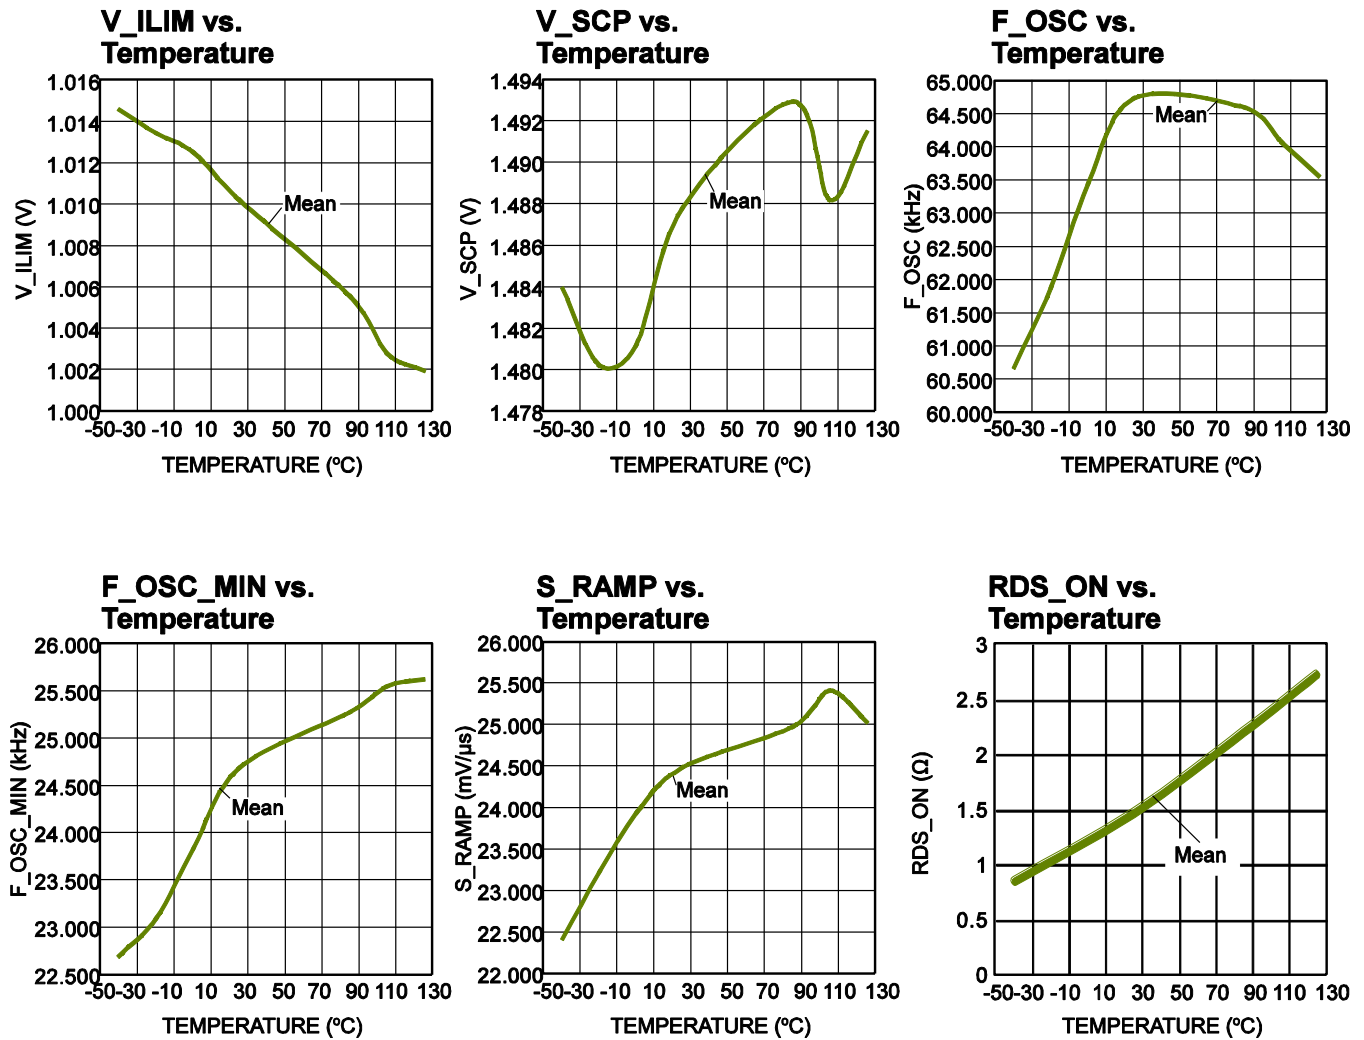 V_ILIM vs.
Temperature
1.016
1.014
1.012
1.010
1.008
1.006
1.004
1.002
1.000
V_ILIM (V)
Mean
-50 -30 -10 10 30 50 70 90 110 130
TEMPERATURE (ºC)
V_SCP vs.
Temperature
1.494
1.492
1.490
1.488
1.486
1.484
1.482
1.480
1.478
V_SCP (V)
Mean
-50 -30 -10 10 30 50 70 90 110 130
TEMPERATURE (ºC)
F_OSC vs.
Temperature
65.000
64.500
64.000
63.500
63.000
62.500
62.000
61.500
61.000
60.500
60.000
F_OSC (kHz)
Mean
-50 -30 -10 10 30 50 70 90 110 130
TEMPERATURE (ºC)
F_OSC_MIN vs.
Temperature
26.000
25.500
25.000
24.500
24.000
23.500
23.000
22.500
F_OSC_MIN (kHz)
Mean
-50 -30 -10 10 30 50 70 90 110 130
TEMPERATURE (ºC)
S_RAMP vs.
Temperature
26.000
25.500
25.000
24.500
24.000
23.500
23.000
22.500
22.000
S_RAMP (mV/µs)
Mean
-50 -30 -10 10 30 50 70 90 110 130
TEMPERATURE (ºC)
RDS_ON vs.
Temperature
3
2.5
2
1.5
1
0.5
0
RDS_ON (Ω)
Mean
-50 -30 -10 10 30 50 70 90 110 130
TEMPERATURE (ºC)